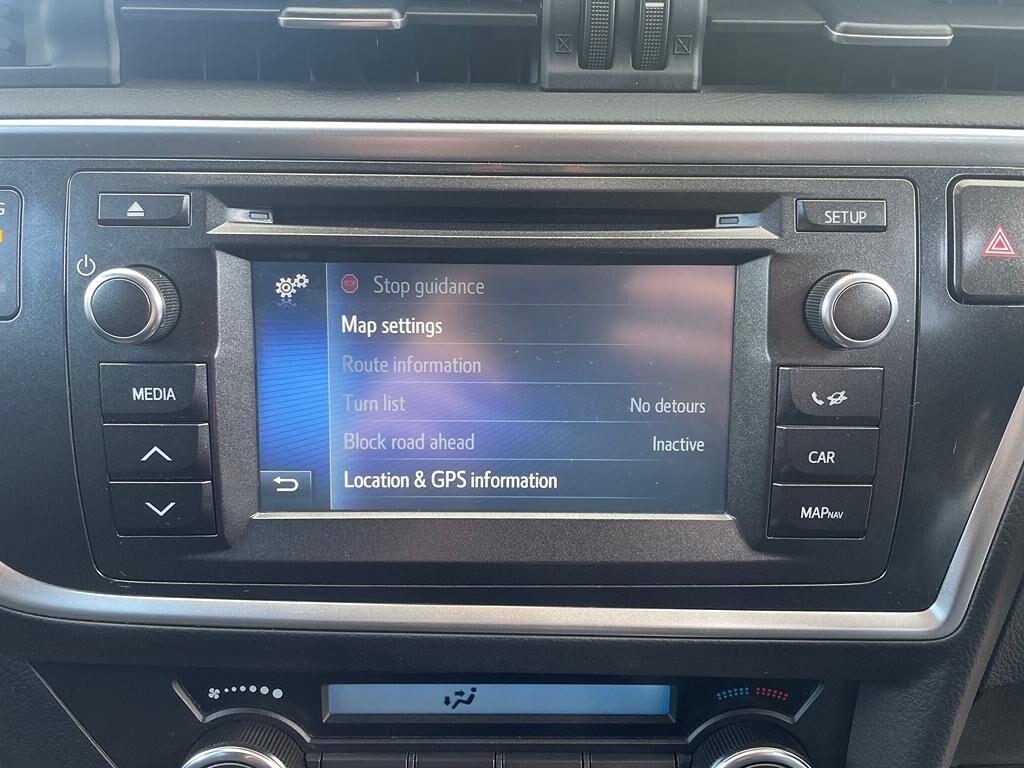 SETUP
Stop guidance
Map settings
Route information
MEDIA
Turn list No detours
Block road ahead Inactive
CAR
Location & GPS information
MAPNAV